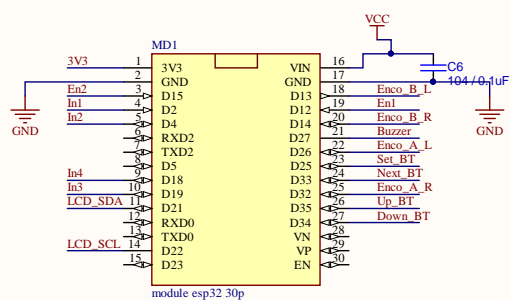 VCC
MD1
3V3 1 3V3 VIN 16
2 GND GND 17 C6
104 / 0.1uF
En2 3 D15 D13 18 Enco_B_L
In1 4 D2 D12 19 En1
In2 5 D4 D14 20 Enco_B_R
6 RXD2 D27 21 Buzzer
7 TXD2 D26 22 Enco_A_L
8 D5 D25 23 Set_BT
In4 9 D18 D33 24 Next_BT
In3 10 D19 D32 25 Enco_A_R
LCD_SDA 11 D21 D35 26 Up_BT
12 RXD0 D34 27 Down_BT
13 TXD0 VN 28
LCD_SCL 14 D22 VP 29
15 D23 EN 30
GND
GND
module esp32 30p